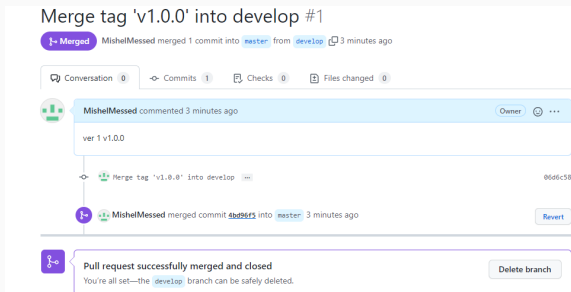 Merge tag 'v1.0.0' into develop #1
Merged MishelMessed merged 1 commit into master from develop 3 minutes ago
Conversation 0 Commits 1 Checks 0 Files changed 0
MishelMessed commented 3 minutes ago Owner ...
ver 1 v1.0.0
Merge tag 'v1.0.0' into develop ... 06d6c58
MishelMessed merged commit 4bd96f5 into master 3 minutes ago Revert
Pull request successfully merged and closed
You're all set—the develop branch can be safely deleted.
Delete branch